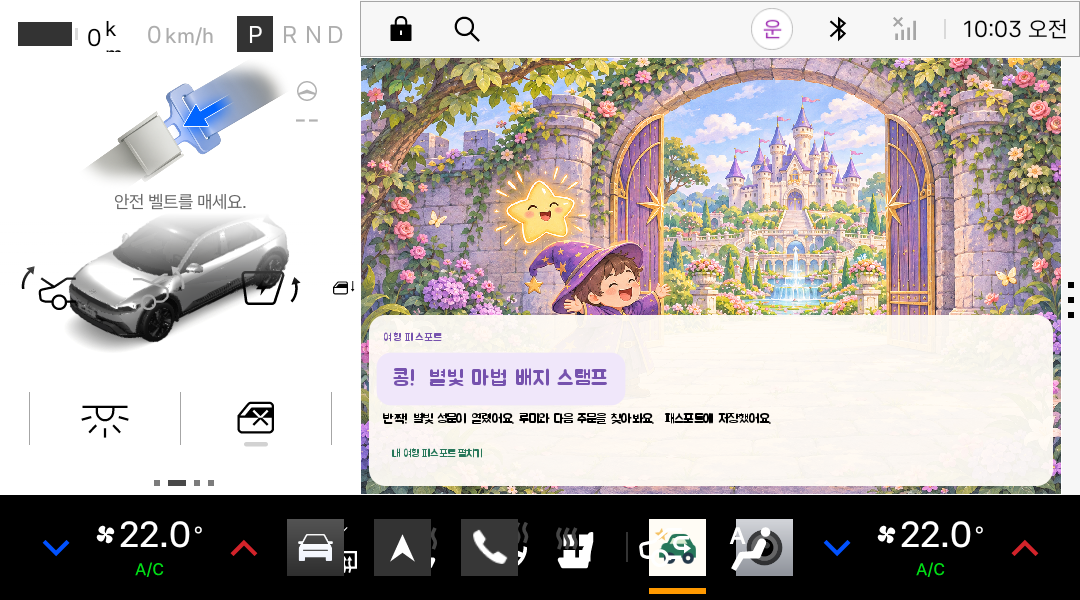 0 km
0 km/h
P R N D
운
10:03 오전
안전 벨트를 매세요.
여행 패스포트
콩! 별빛 마법 배지 스탬프
반짝! 별빛 성문이 열렸어요. 루미와 다음 주문을 찾아봐요. 패스포트에 저장했어요.
내 여행 패스포트 펼치기
22.0°
A/C
A
22.0°
A/C